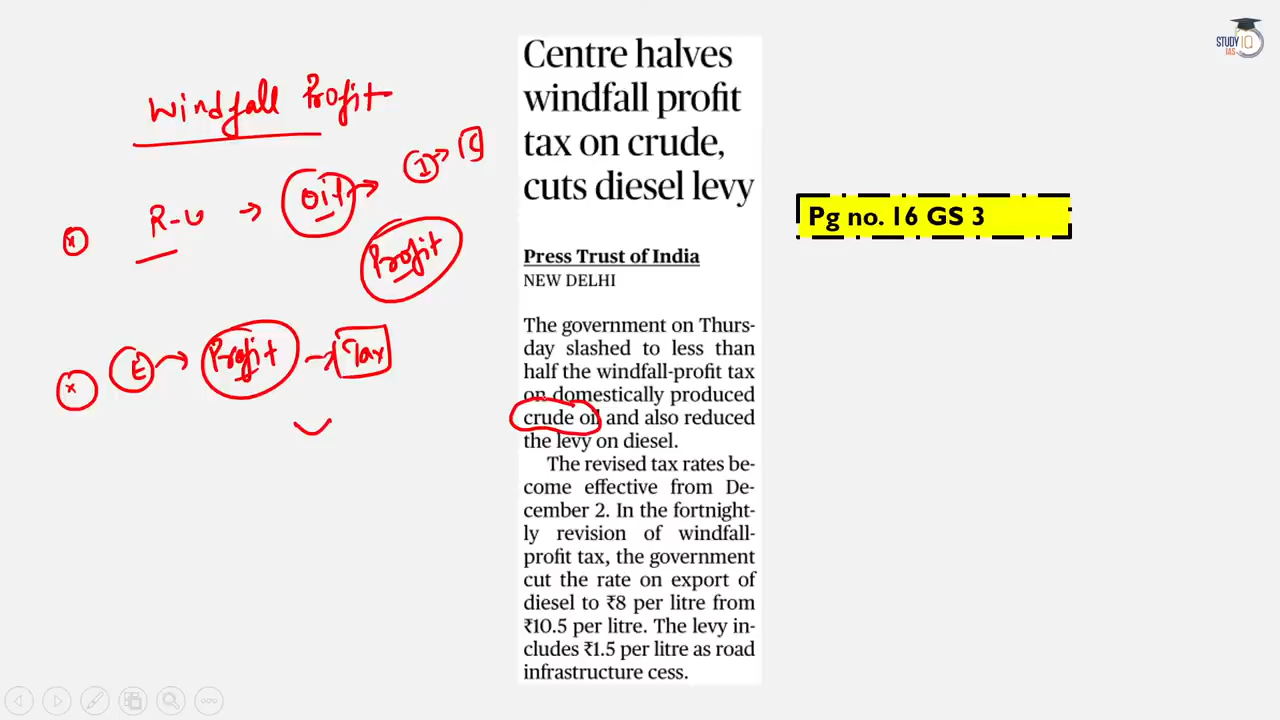 STUDY IQ
IAS
Windfall Profit
R-U → Oil → I →
Profit
E → Profit → Tax
Centre halves
windfall profit
tax on crude,
cuts diesel levy
Press Trust of India
NEW DELHI
The government on Thurs-
day slashed to less than
half the windfall-profit tax
on domestically produced
crude oil and also reduced
the levy on diesel.
The revised tax rates be-
come effective from De-
cember 2. In the fortnight-
ly revision of windfall-
profit tax, the government
cut the rate on export of
diesel to ₹8 per litre from
₹10.5 per litre. The levy in-
cludes ₹1.5 per litre as road
infrastructure cess.
Pg no. 16 GS 3